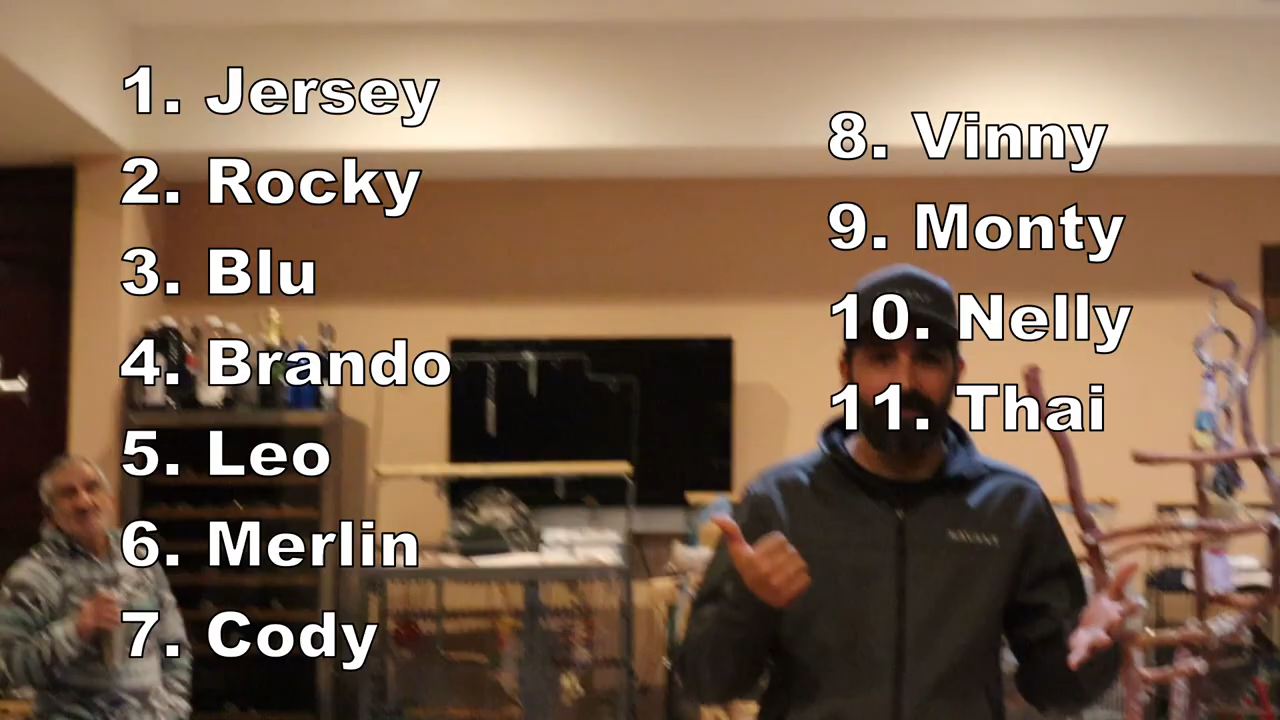 1. Jersey
2. Rocky
3. Blu
4. Brando
5. Leo
6. Merlin
7. Cody
8. Vinny
9. Monty
10. Nelly
11. Thai